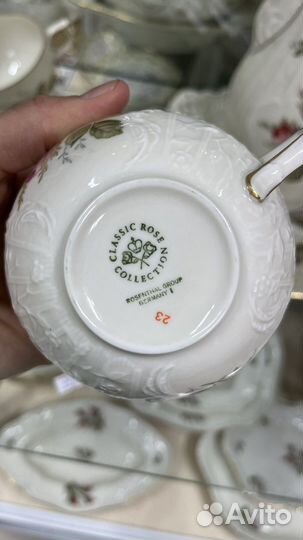 CLASSIC ROSE
COLLECTION
ROSENTHAL GROUP
GERMANY I
23
Avito